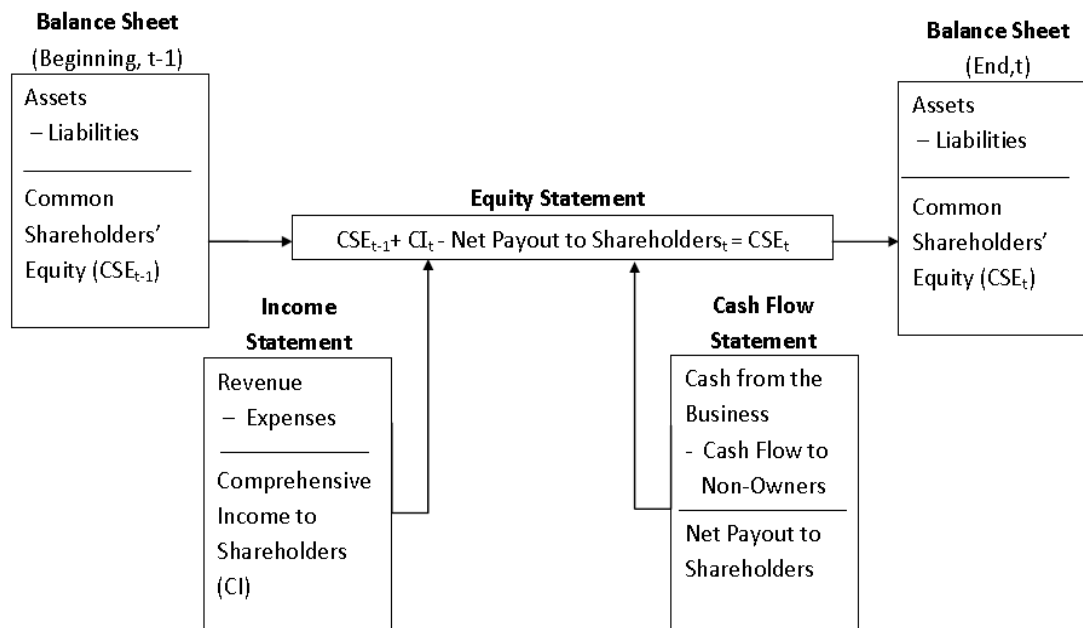 Balance Sheet
(Beginning, t-1)
Assets
– Liabilities
Common
Shareholders’
Equity (CSEt-1)
Equity Statement
CSEt-1+ CIt - Net Payout to Shareholderst = CSEt
Balance Sheet
(End,t)
Assets
– Liabilities
Common
Shareholders’
Equity (CSEt)
Income
Statement
Revenue
– Expenses
Comprehensive
Income to
Shareholders
(CI)
Cash Flow
Statement
Cash from the
Business
- Cash Flow to
Non-Owners
Net Payout to
Shareholders